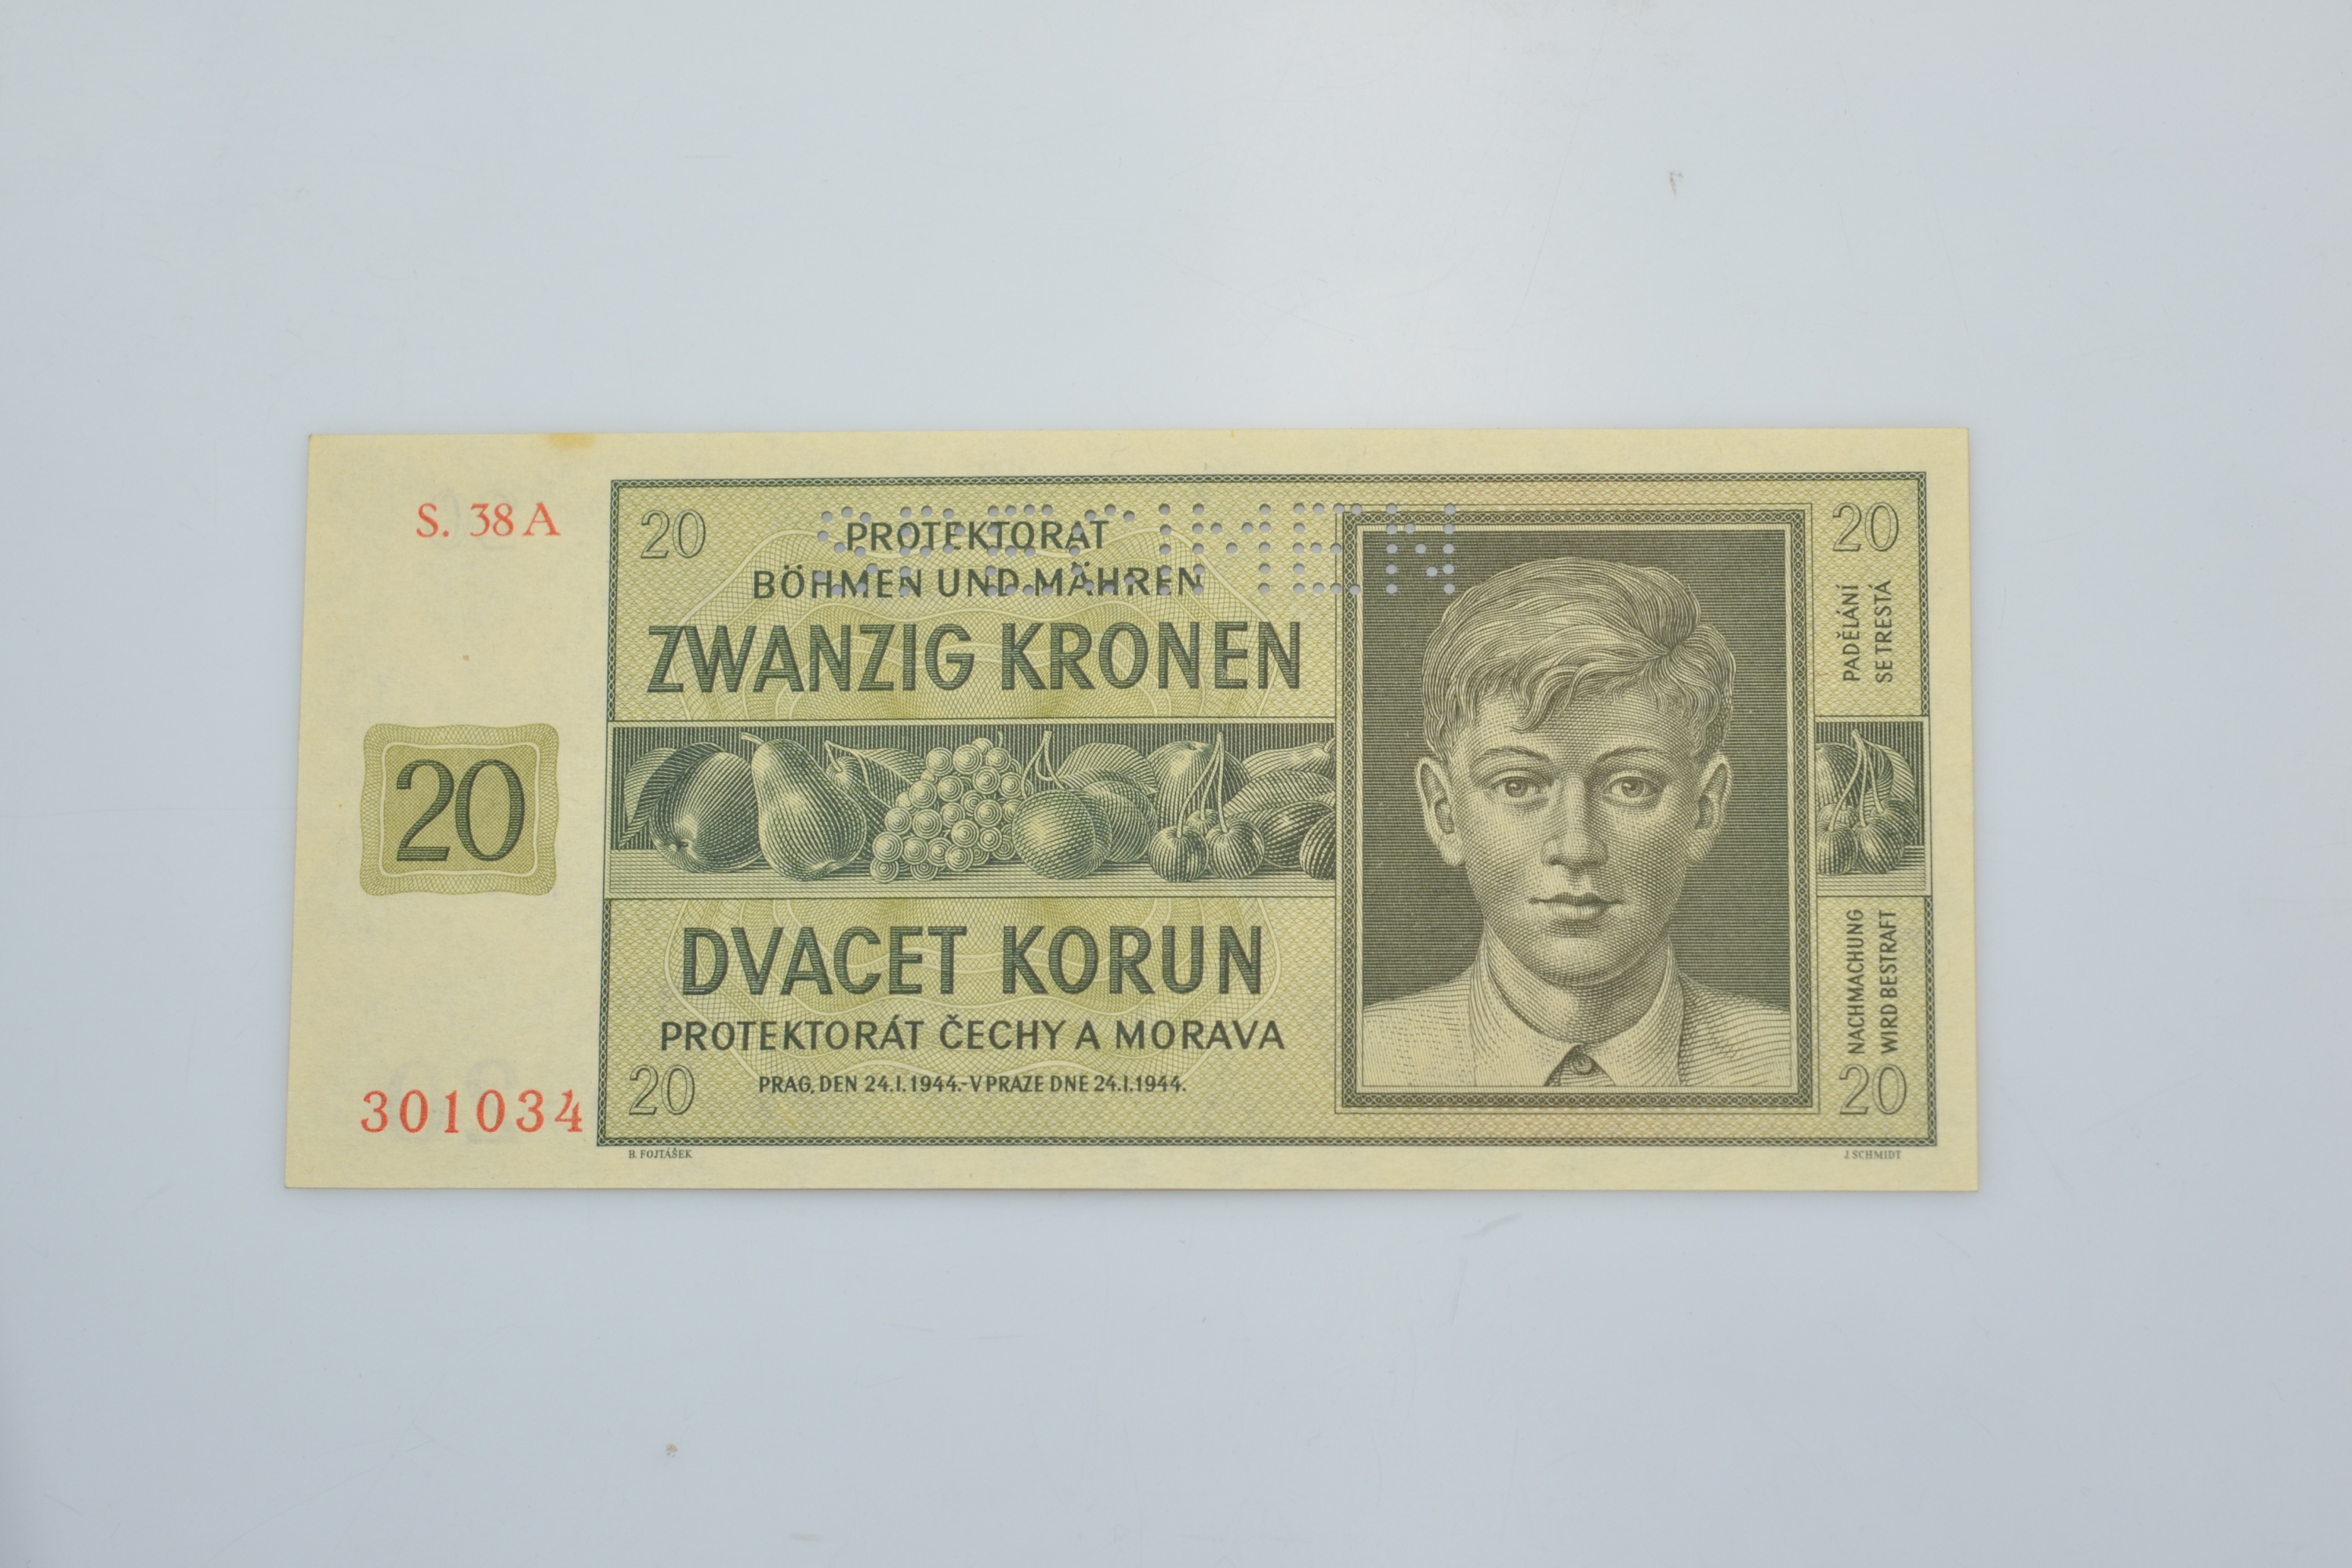 S. 38 A
20
PROTEKTORAT
BÖHMEN UND MÄHREN
SPECIMEN
20
ZWANZIG KRONEN
PADĚLÁNÍ
SE TRESTÁ
20
DVACET KORUN
PROTEKTORÁT ČECHY A MORAVA
NACHMACHUNG
WIRD BESTRAFT
20
PRAG, DEN 24.I.1944.-V PRAZE DNE 24.I.1944.
20
301034
B. FOJTÁŠEK
J. SCHMIDT